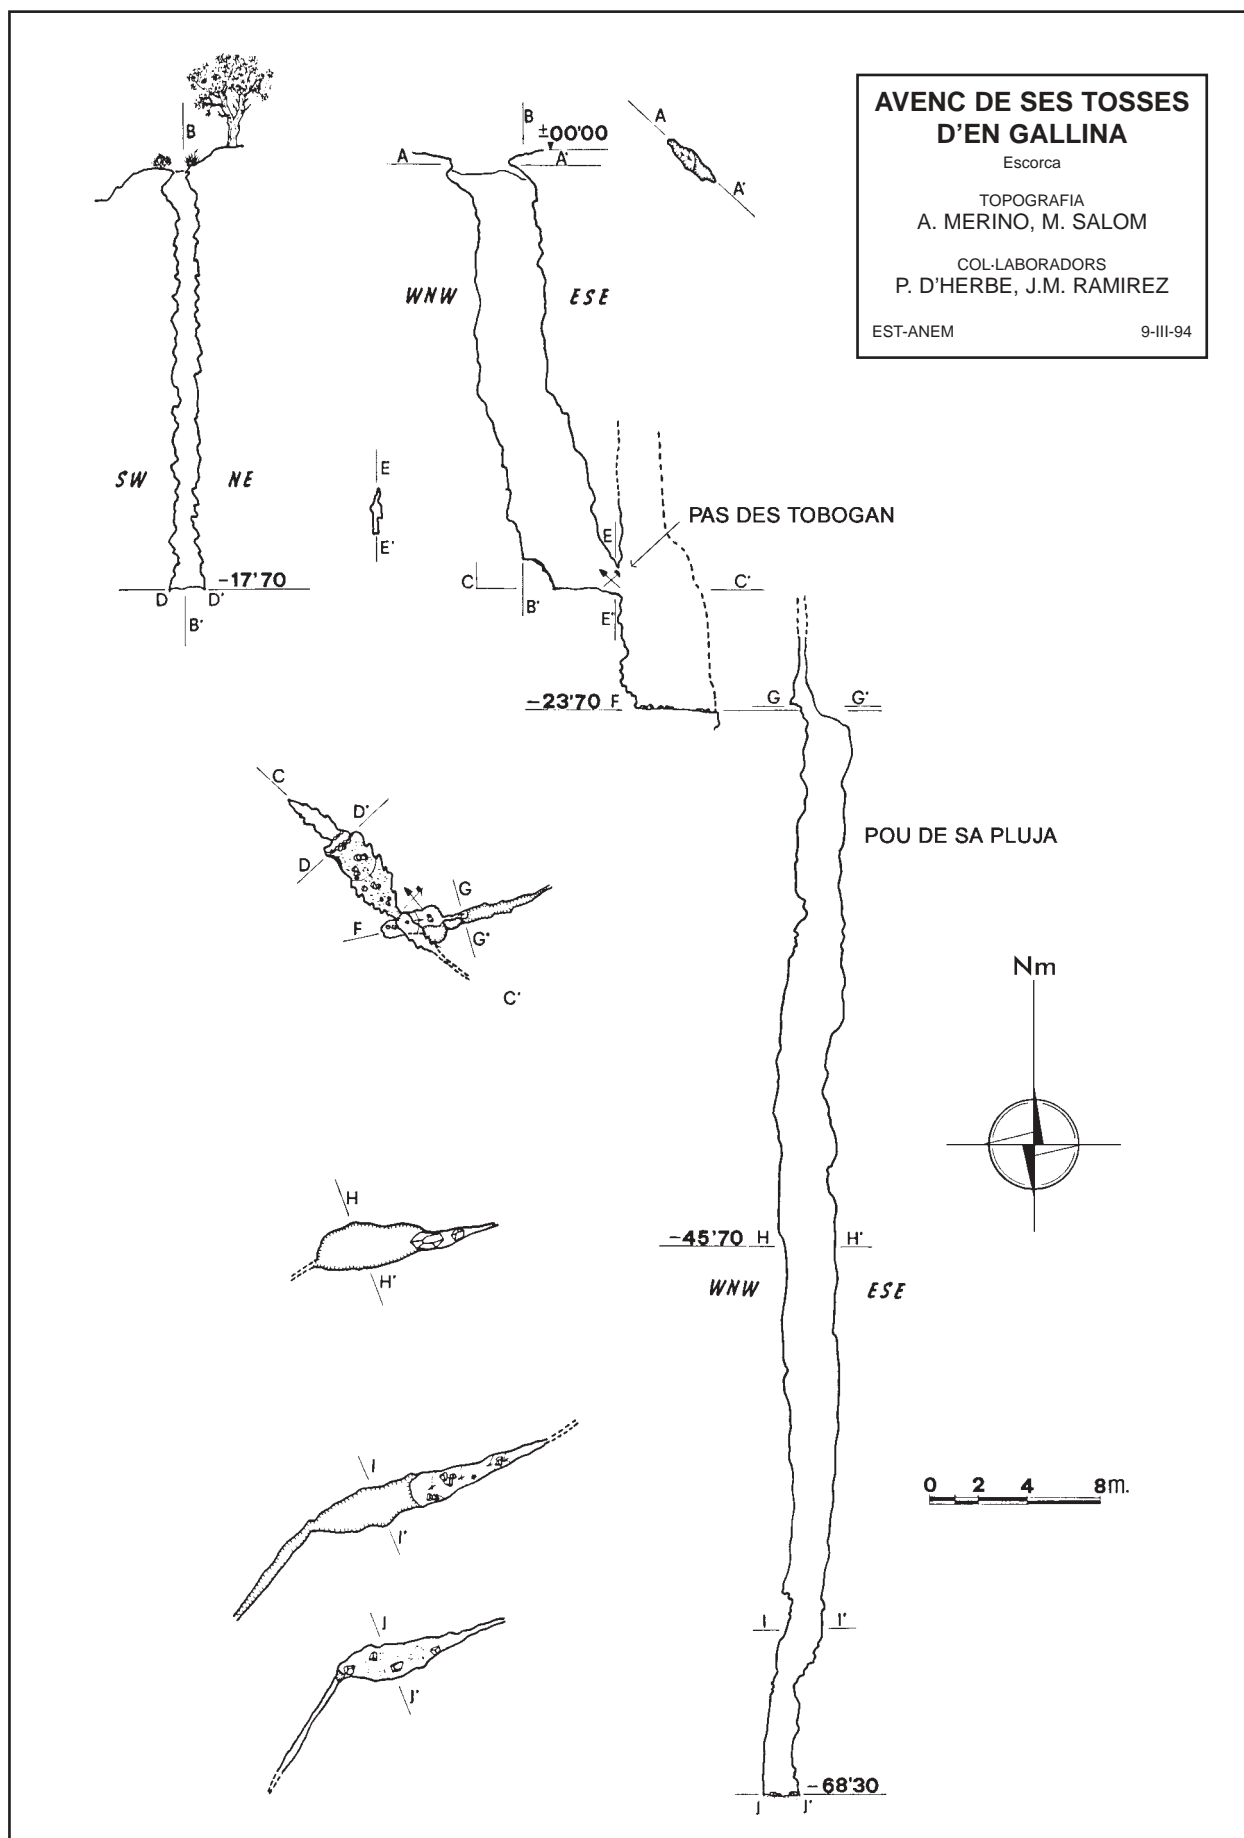 AVENC DE SES TOSSES
D'EN GALLINA
Escorca
TOPOGRAFIA
A. MERINO, M. SALOM
COL·LABORADORS
P. D'HERBE, J.M. RAMIREZ
EST-ANEM 9-III-94
B
B
±00'00
A
A'
A
A'
WNW
ESE
SW
NE
E
E'
E
PAS DES TOBOGAN
-17'70
D
D'
B'
C
C'
B'
E'
-23'70 F
G
G'
POU DE SA PLUJA
C
D'
D
G
F
G'
C'
Nm
H
H'
-45'70 H
H'
WNW
ESE
I
I'
0 2 4 8m.
I
I'
J
J'
-68'30
J
J'